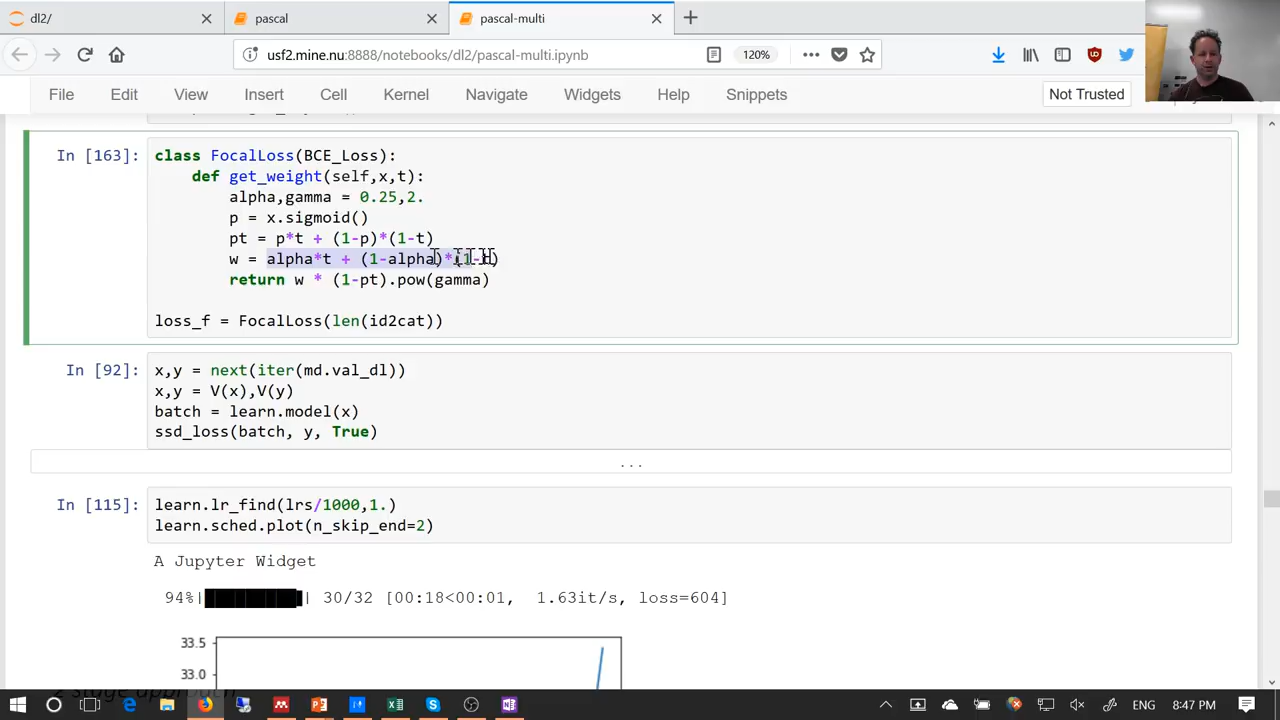 dl2/
pascal
pascal-multi
usf2.mine.nu:8888/notebooks/dl2/pascal-multi.ipynb
120%
File Edit View Insert Cell Kernel Navigate Widgets Help Snippets
Not Trusted
In [163]:
class FocalLoss(BCE_Loss):
def get_weight(self,x,t):
alpha,gamma = 0.25,2.
p = x.sigmoid()
pt = p*t + (1-p)*(1-t)
w = alpha*t + (1-alpha)*(1-t)
return w * (1-pt).pow(gamma)
loss_f = FocalLoss(len(id2cat))
In [92]:
x,y = next(iter(md.val_dl))
x,y = V(x),V(y)
batch = learn.model(x)
ssd_loss(batch, y, True)
...
In [115]:
learn.lr_find(lrs/1000,1.)
learn.sched.plot(n_skip_end=2)
A Jupyter Widget
94%| | 30/32 [00:18<00:01, 1.63it/s, loss=604]
33.5
33.0
2 stage approach
8:47 PM